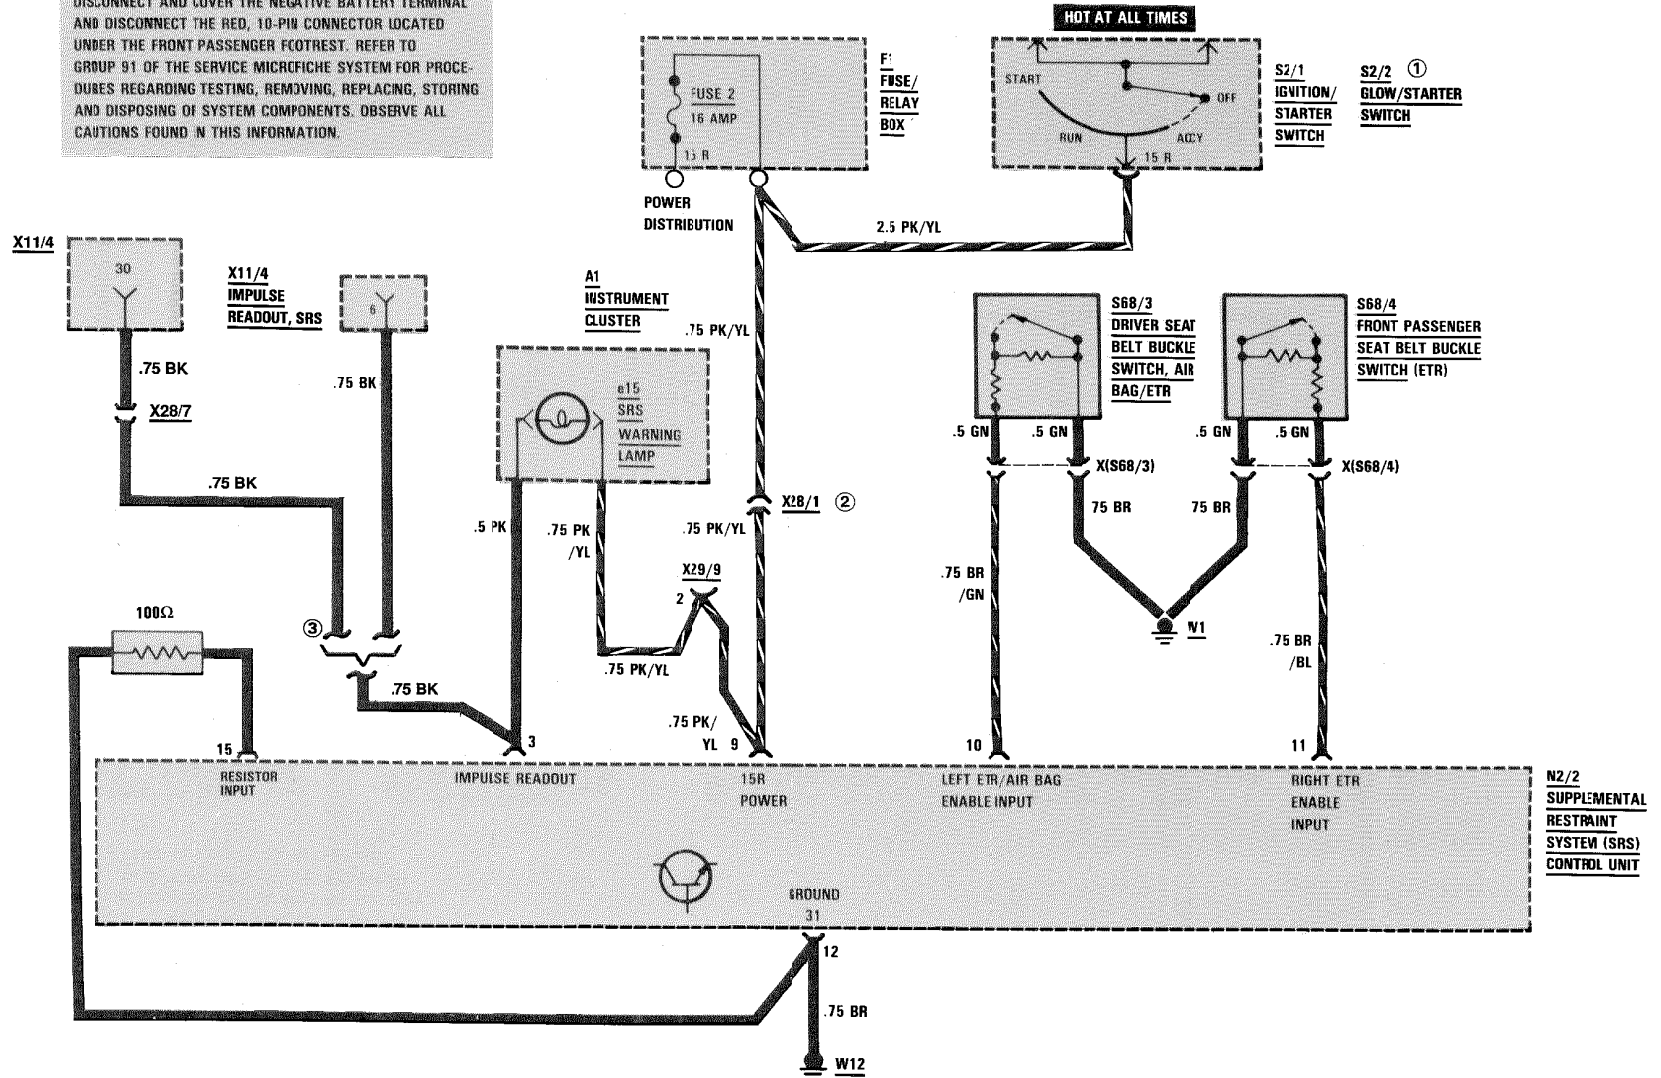 DISCONNECT AND COVER THE NEGATIVE BATTERY TERMINAL
AND DISCONNECT THE RED, 10-PIN CONNECTOR LOCATED
UNDER THE FRONT PASSENGER FOOTREST. REFER TO
GROUP 91 OF THE SERVICE MICROFICHE SYSTEM FOR PROCE-
DURES REGARDING TESTING, REMOVING, REPLACING, STORING
AND DISPOSING OF SYSTEM COMPONENTS. OBSERVE ALL
CAUTIONS FOUND IN THIS INFORMATION.
HOT AT ALL TIMES
FUSE 2
16 AMP
15 R
F1
FUSE/
RELAY
BOX
POWER
DISTRIBUTION
START
OFF
RUN
ACCY
15 R
S2/1
IGNITION/
STARTER
SWITCH
S2/2 ①
GLOW/STARTER
SWITCH
2.5 PK/YL
X11/4
30
X11/4
IMPULSE
READOUT, SRS
6
A1
INSTRUMENT
CLUSTER
e15
SRS
WARNING
LAMP
.75 PK/YL
S68/3
DRIVER SEAT
BELT BUCKLE
SWITCH, AIR
BAG/ETR
S68/4
FRONT PASSENGER
SEAT BELT BUCKLE
SWITCH (ETR)
.75 BK
X28/7
.75 BK
.75 BK
.5 GN
.5 GN
X(S68/3)
.5 GN
.5 GN
X(S68/4)
.5 PK
.75 PK
/YL
X28/1 ②
.75 PK/YL
75 BR
75 BR
X29/9
2
.75 PK/YL
.75 BR
/GN
W1
.75 BR
/BL
100Ω
③
.75 BK
.75 PK/
YL
15
3
9
10
11
RESISTOR
INPUT
IMPULSE READOUT
15R
POWER
LEFT ETR/AIR BAG
ENABLE INPUT
RIGHT ETR
ENABLE
INPUT
N2/2
SUPPLEMENTAL
RESTRAINT
SYSTEM (SRS)
CONTROL UNIT
GROUND
31
12
.75 BR
W12